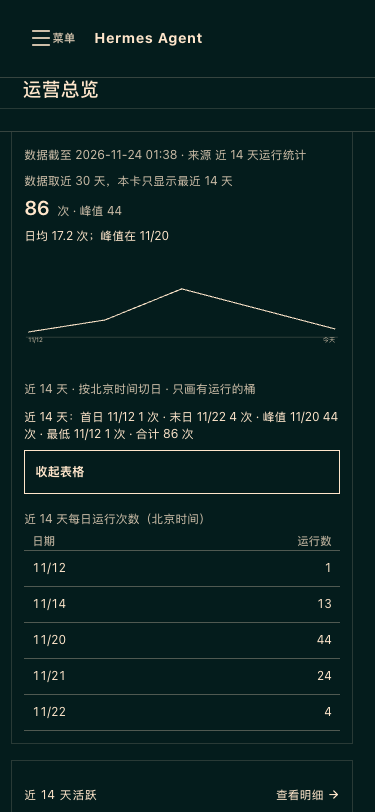 菜单 Hermes Agent
运营总览
数据截至 2026-11-24 01:38 · 来源 近 14 天运行统计
数据取近 30 天，本卡只显示最近 14 天
86 次 · 峰值 44
日均 17.2 次；峰值在 11/20
11/12 今天
近 14 天 · 按北京时间切日 · 只画有运行的桶
近 14 天：首日 11/12 1 次 · 末日 11/22 4 次 · 峰值 11/20 44
次 · 最低 11/12 1 次 · 合计 86 次
收起表格
近 14 天每日运行次数（北京时间）
日期 运行数
11/12 1
11/14 13
11/20 44
11/21 24
11/22 4
近 14 天活跃 查看明细 →